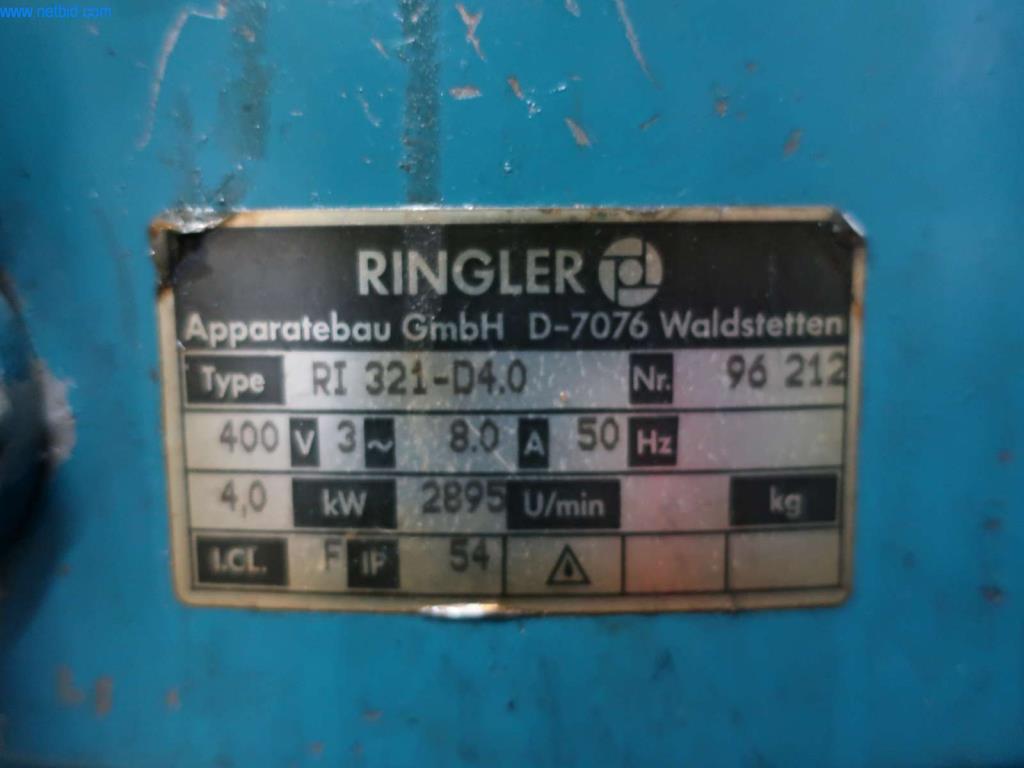 www.netbid.com
RINGLER
Apparatebau GmbH D-7076 Waldstetten
Type RI 321-D4.0 Nr. 96 212
400 V 3 ~ 8.0 A 50 Hz
4,0 kW 2895 U/min kg
I.CL. F IP 54